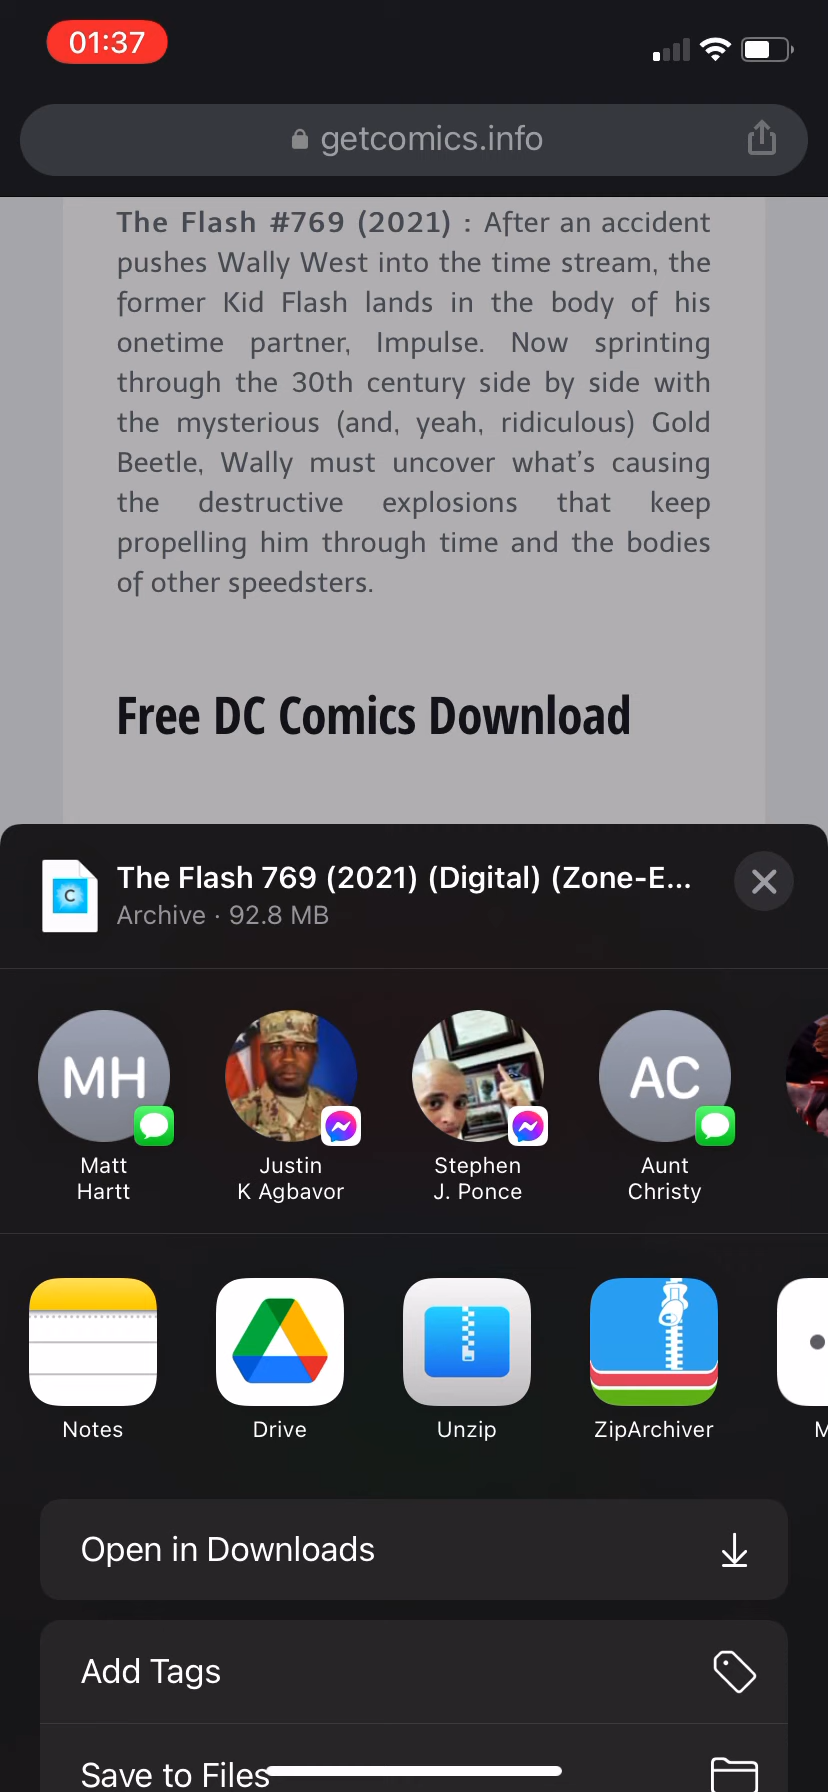 01:37
getcomics.info
The Flash #769 (2021) : After an accident
pushes Wally West into the time stream, the
former Kid Flash lands in the body of his
onetime partner, Impulse. Now sprinting
through the 30th century side by side with
the mysterious (and, yeah, ridiculous) Gold
Beetle, Wally must uncover what’s causing
the destructive explosions that keep
propelling him through time and the bodies
of other speedsters.
Free DC Comics Download
C
The Flash 769 (2021) (Digital) (Zone-E...
Archive · 92.8 MB
MH
AC
Matt
Hartt
Justin
K Agbavor
Stephen
J. Ponce
Aunt
Christy
Notes
Drive
Unzip
ZipArchiver
M
Open in Downloads
Add Tags
Save to Files